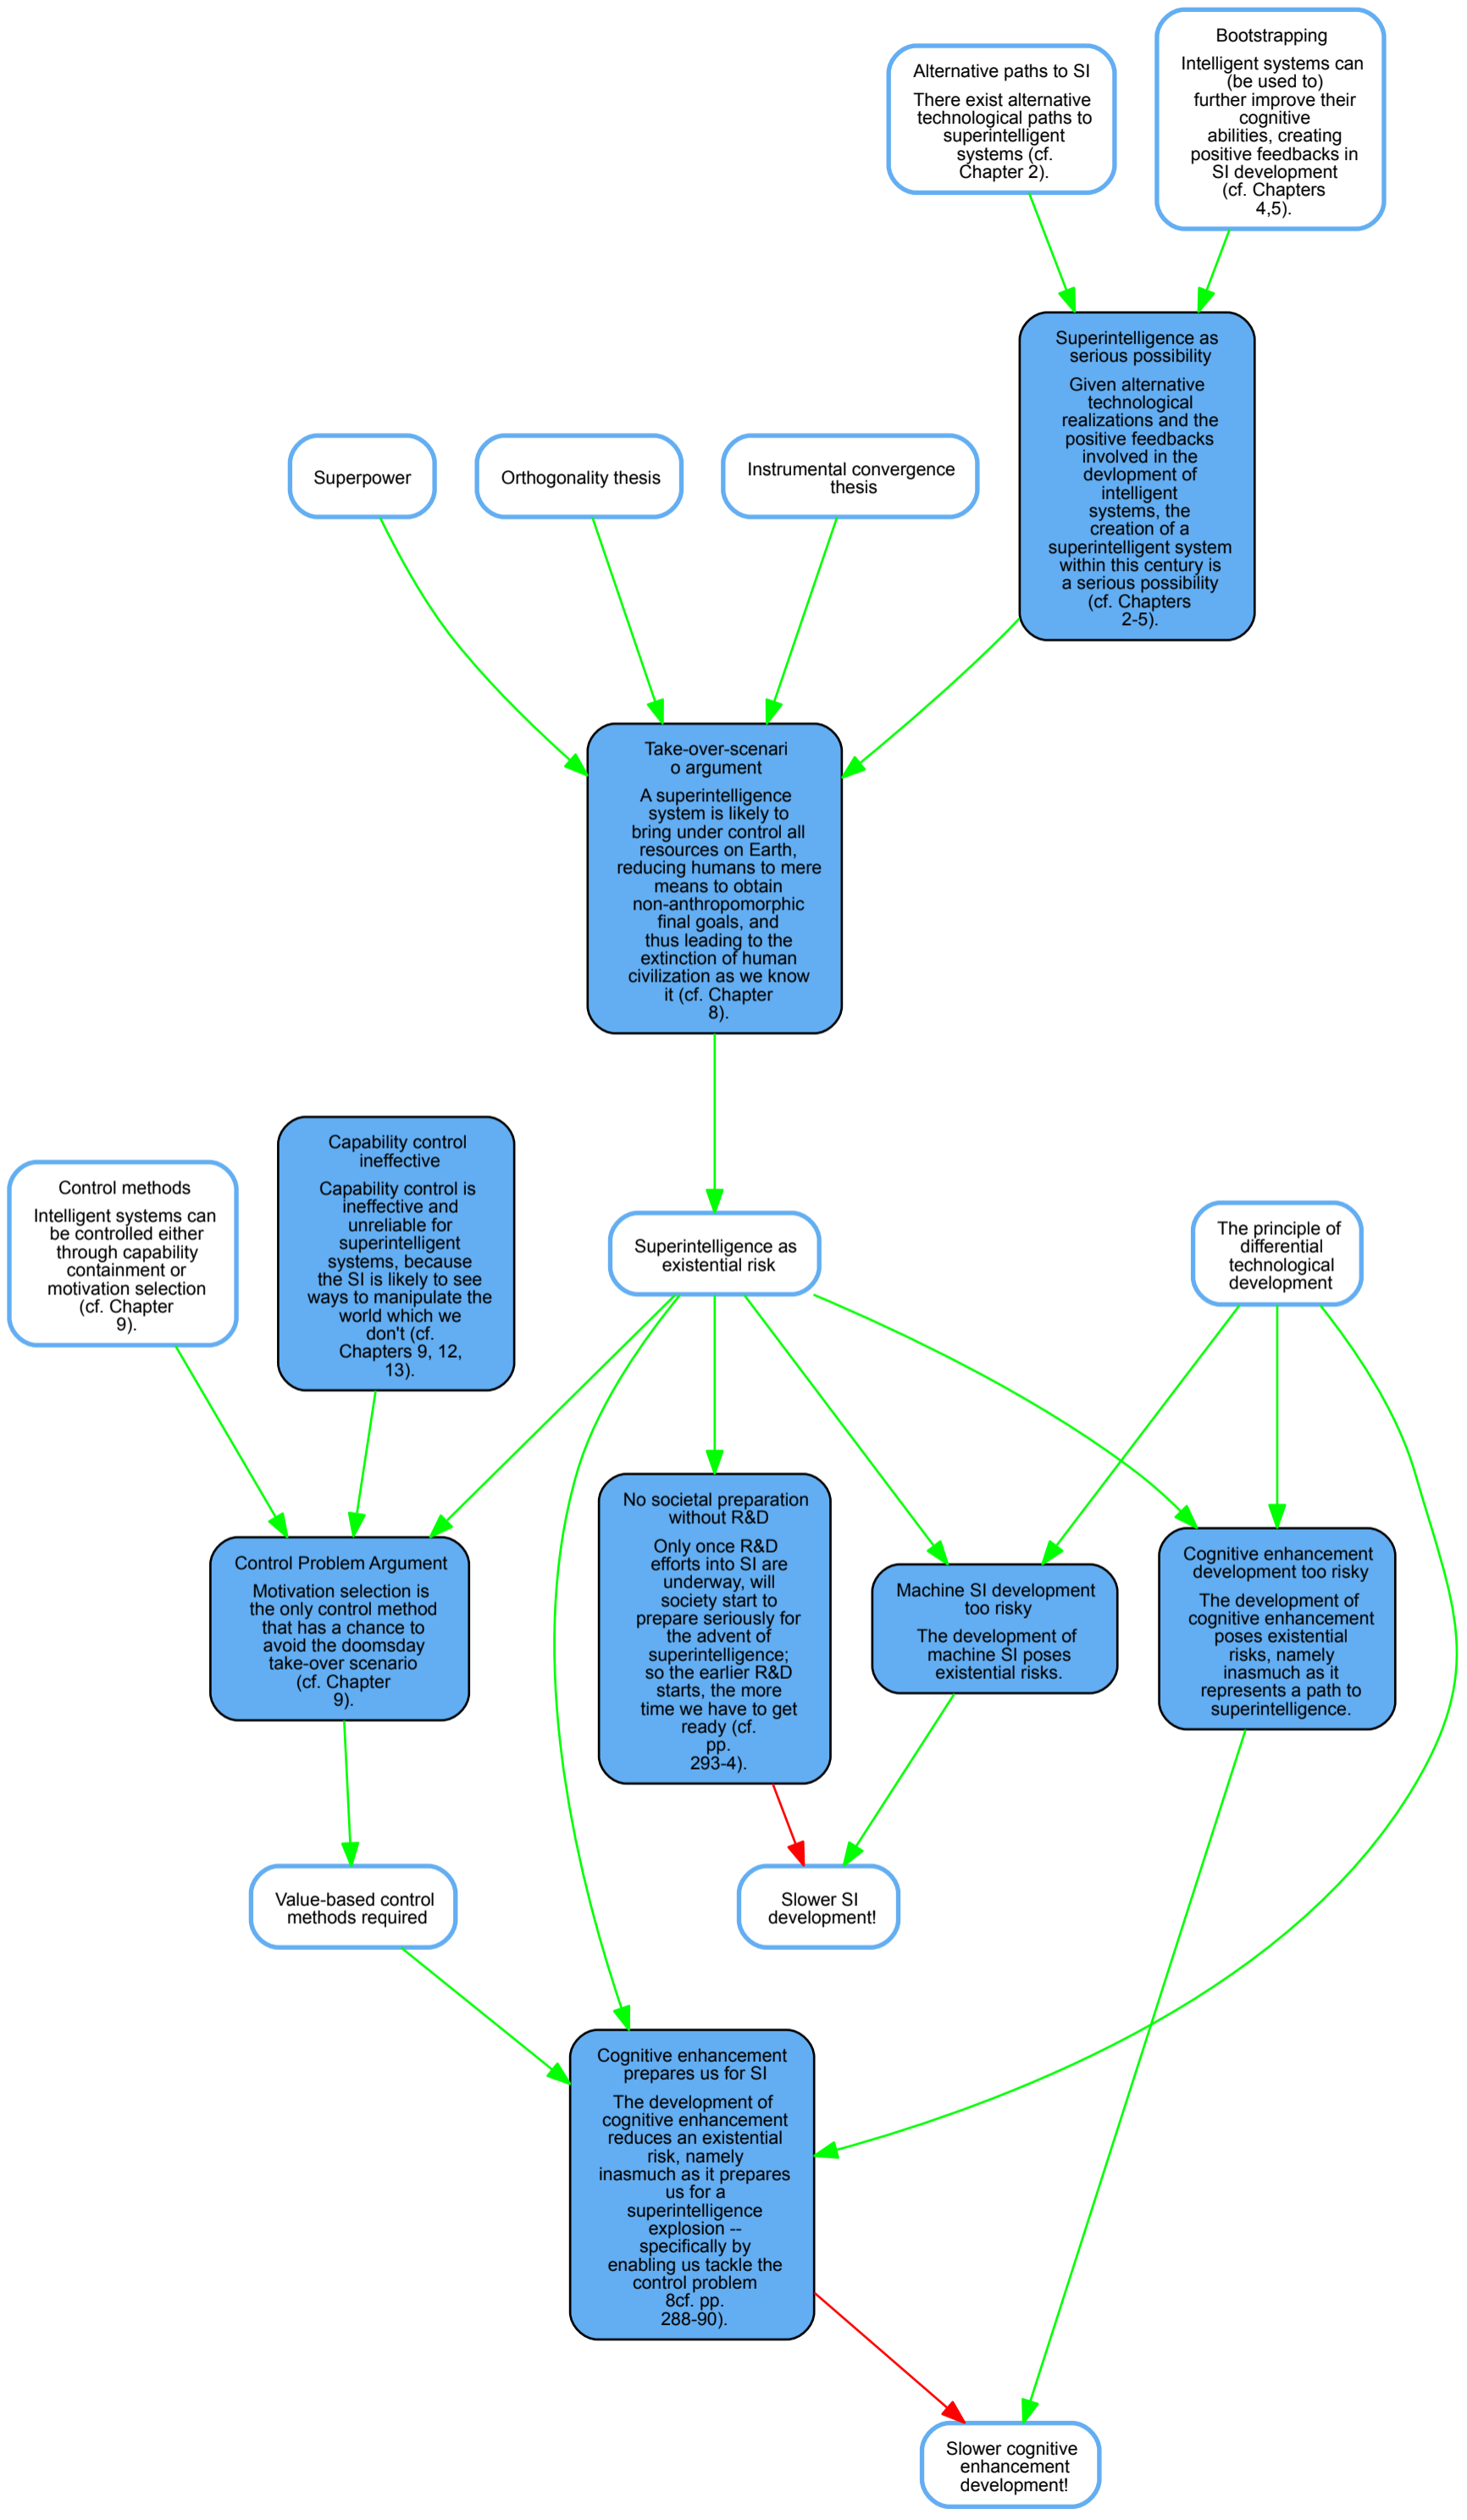 Bootstrapping
Intelligent systems can
(be used to)
further improve their
cognitive
abilities, creating
positive feedbacks in
SI development
(cf. Chapters
4,5).
Alternative paths to SI
There exist alternative
technological paths to
superintelligent
systems (cf.
Chapter 2).
Superintelligence as
serious possibility
Given alternative
technological
realizations and the
positive feedbacks
involved in the
devlopment of
intelligent
systems, the
creation of a
superintelligent system
within this century is
a serious possibility
(cf. Chapters
2-5).
Superpower
Orthogonality thesis
Instrumental convergence
thesis
Take-over-scenari
o argument
A superintelligence
system is likely to
bring under control all
resources on Earth,
reducing humans to mere
means to obtain
non-anthropomorphic
final goals, and
thus leading to the
extinction of human
civilization as we know
it (cf. Chapter
8).
Capability control
ineffective
Capability control is
ineffective and
unreliable for
superintelligent
systems, because
the SI is likely to see
ways to manipulate the
world which we
don't (cf.
Chapters 9, 12,
13).
Control methods
Intelligent systems can
be controlled either
through capability
containment or
motivation selection
(cf. Chapter
9).
Superintelligence as
existential risk
The principle of
differential
technological
development
Control Problem Argument
Motivation selection is
the only control method
that has a chance to
avoid the doomsday
take-over scenario
(cf. Chapter
9).
No societal preparation
without R&D
Only once R&D
efforts into SI are
underway, will
society start to
prepare seriously for
the advent of
superintelligence;
so the earlier R&D
starts, the more
time we have to get
ready (cf.
pp.
293-4).
Machine SI development
too risky
The development of
machine SI poses
existential risks.
Cognitive enhancement
development too risky
The development of
cognitive enhancement
poses existential
risks, namely
inasmuch as it
represents a path to
superintelligence.
Value-based control
methods required
Slower SI
development!
Cognitive enhancement
prepares us for SI
The development of
cognitive enhancement
reduces an existential
risk, namely
inasmuch as it prepares
us for a
superintelligence
explosion --
specifically by
enabling us tackle the
control problem
8cf. pp.
288-90).
Slower cognitive
enhancement
development!